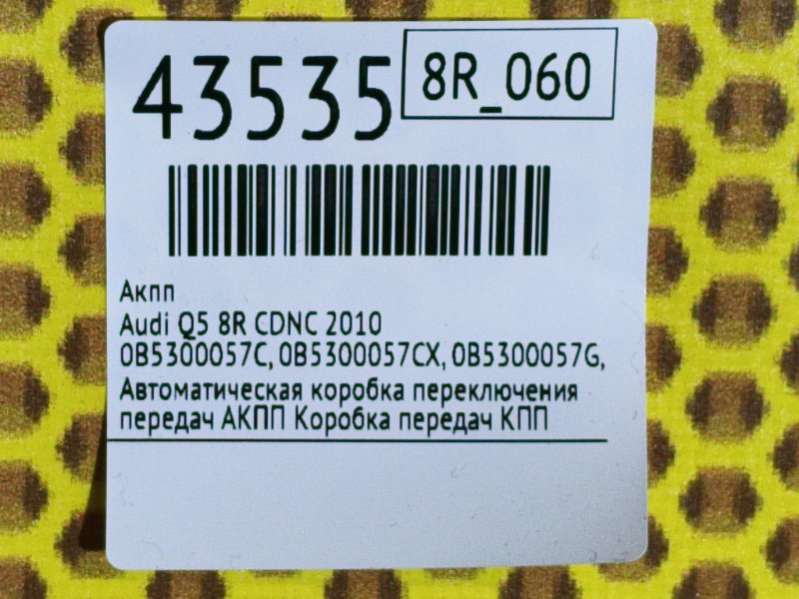 43535
8R_060
Акпп
Audi Q5 8R CDNC 2010
0B5300057C, 0B5300057CX, 0B5300057G,
Автоматическая коробка переключения
передач АКПП Коробка передач КПП